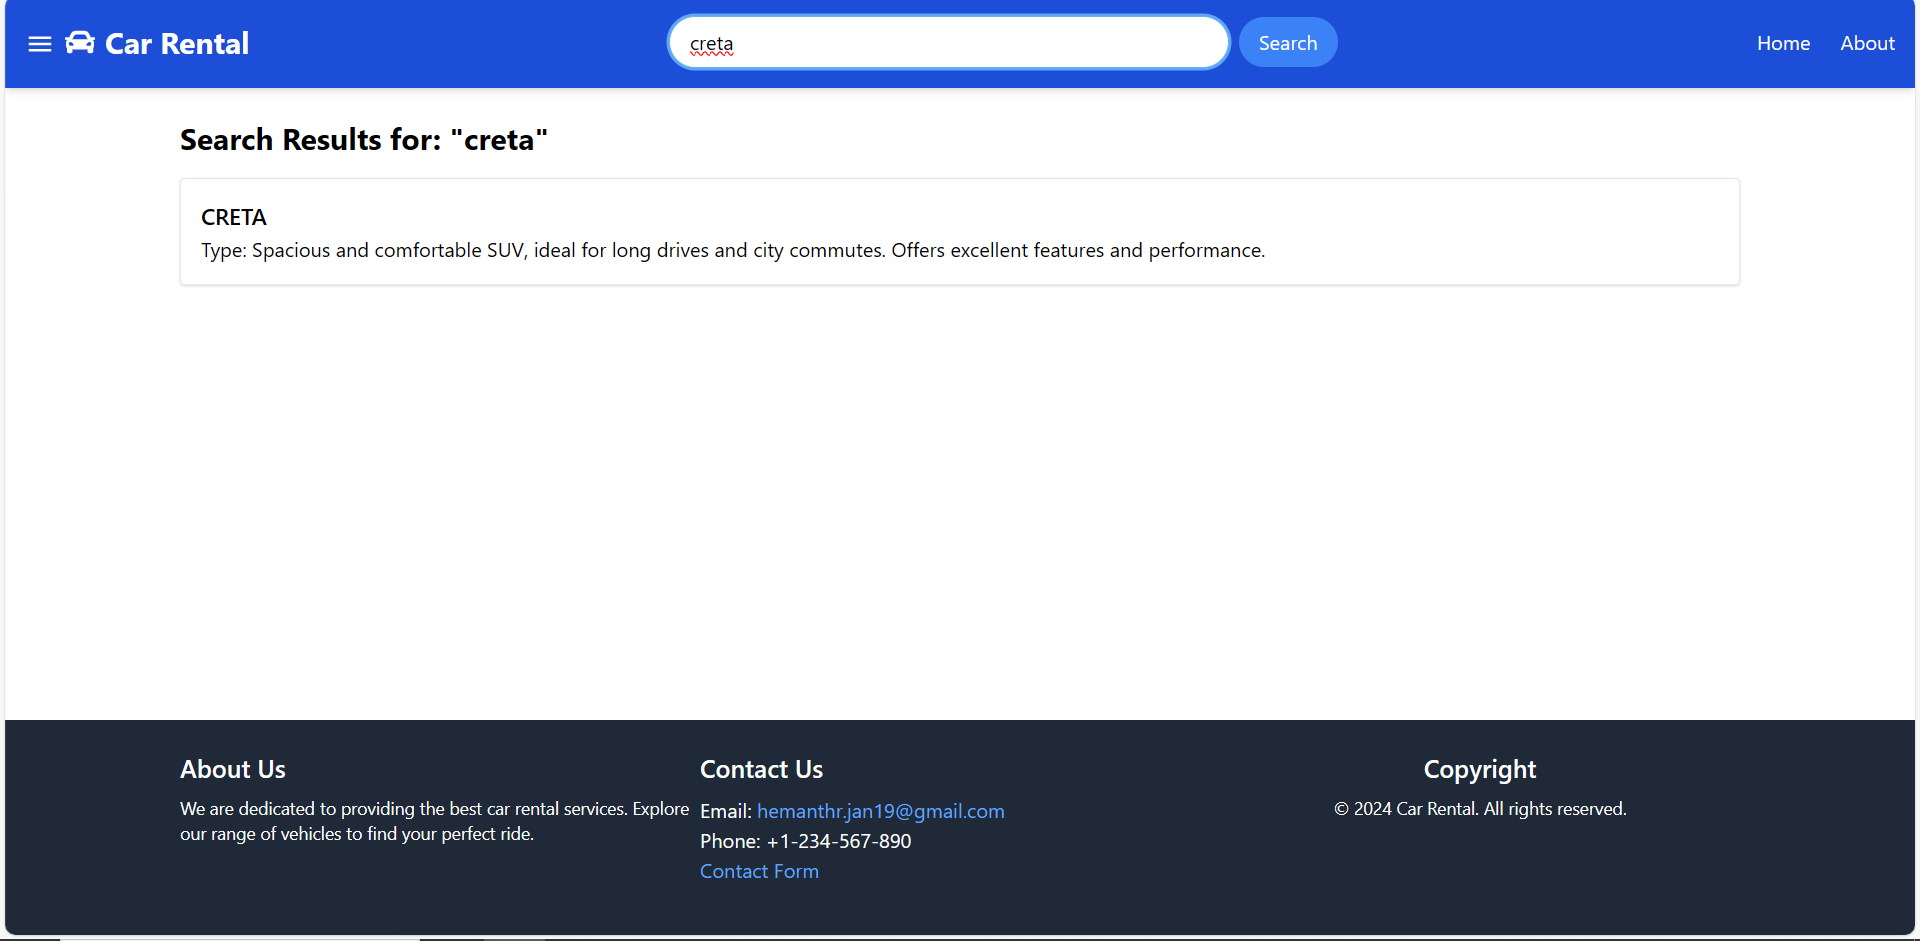 Car Rental
creta
Search
Home
About
Search Results for: "creta"
CRETA
Type: Spacious and comfortable SUV, ideal for long drives and city commutes. Offers excellent features and performance.
About Us
We are dedicated to providing the best car rental services. Explore
our range of vehicles to find your perfect ride.
Contact Us
Email: hemanthr.jan19@gmail.com
Phone: +1-234-567-890
Contact Form
Copyright
© 2024 Car Rental. All rights reserved.